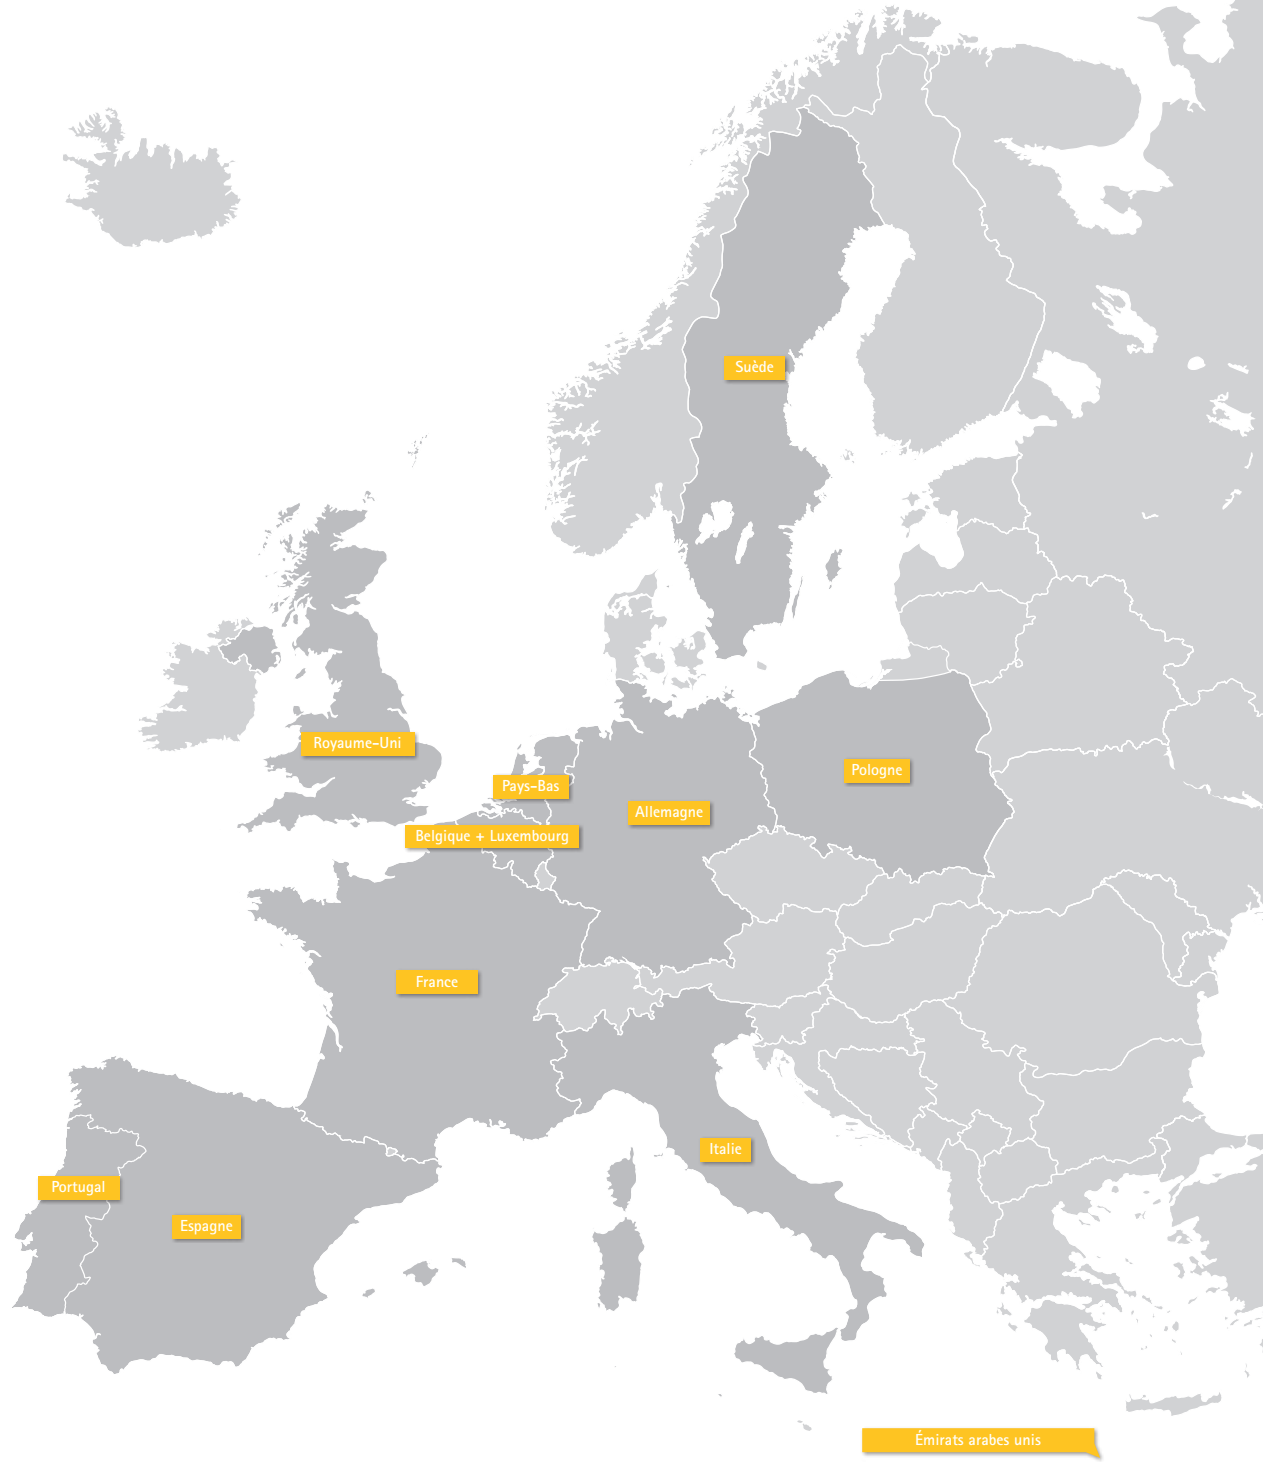 Suède
Royaume-Uni
Pologne
Pays-Bas
Allemagne
Belgique + Luxembourg
France
Italie
Portugal
Espagne
Émirats arabes unis